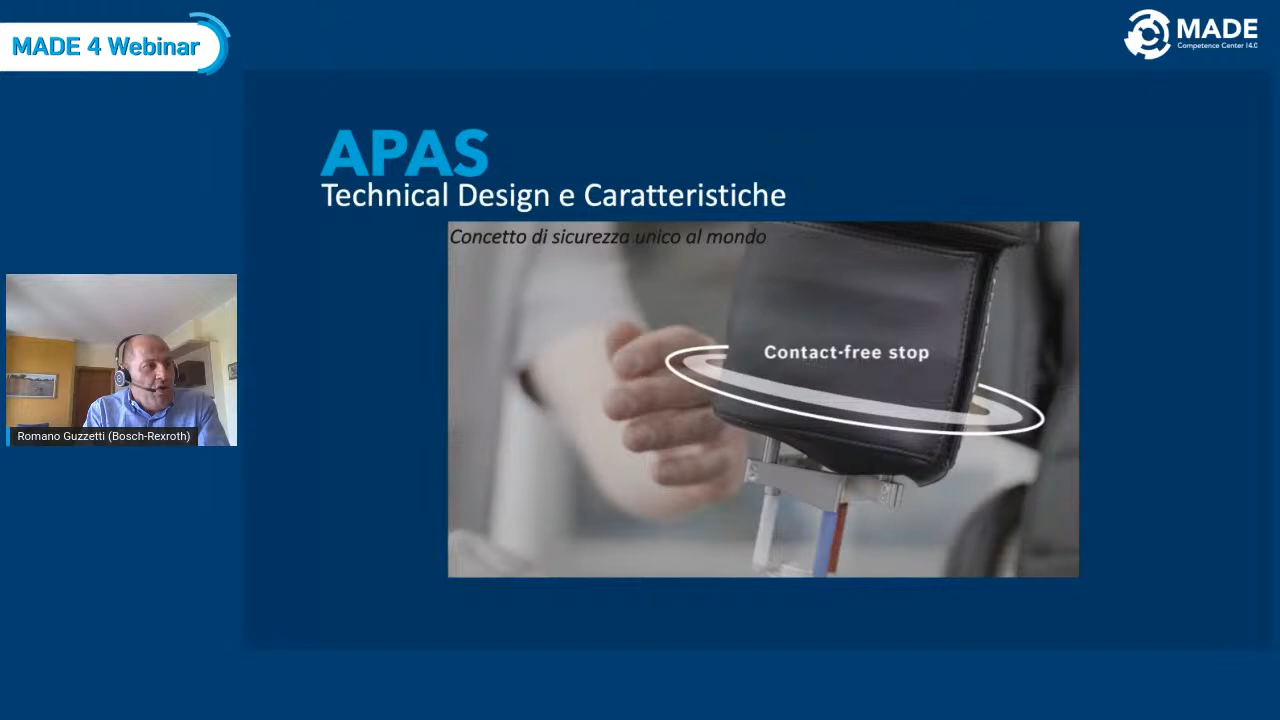 MADE 4 Webinar
MADE
Competence Center I4.0
APAS
Technical Design e Caratteristiche
Concetto di sicurezza unico al mondo
Contact-free stop
Romano Guzzetti (Bosch-Rexroth)